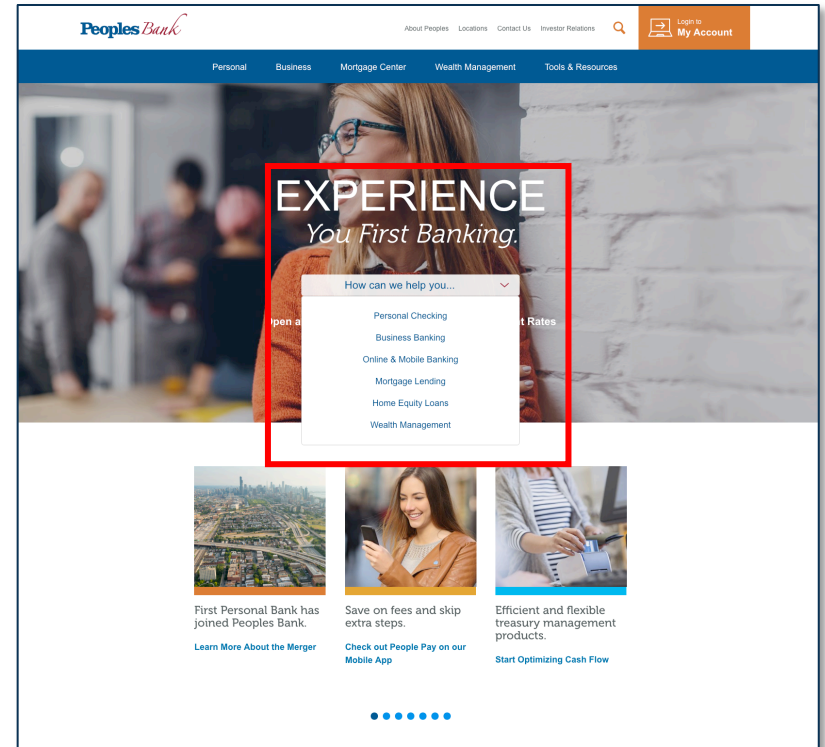 Peoples Bank
About Peoples Locations Contact Us Investor Relations
Login to
My Account
Personal Business Mortgage Center Wealth Management Tools & Resources
EXPERIENCE
You First Banking.
How can we help you...
Rates
Personal Checking
Business Banking
Online & Mobile Banking
Mortgage Lending
Home Equity Loans
Wealth Management
First Personal Bank has
joined Peoples Bank.
Learn More About the Merger
Save on fees and skip
extra steps.
Check out People Pay on our
Mobile App
Efficient and flexible
treasury management
products.
Start Optimizing Cash Flow